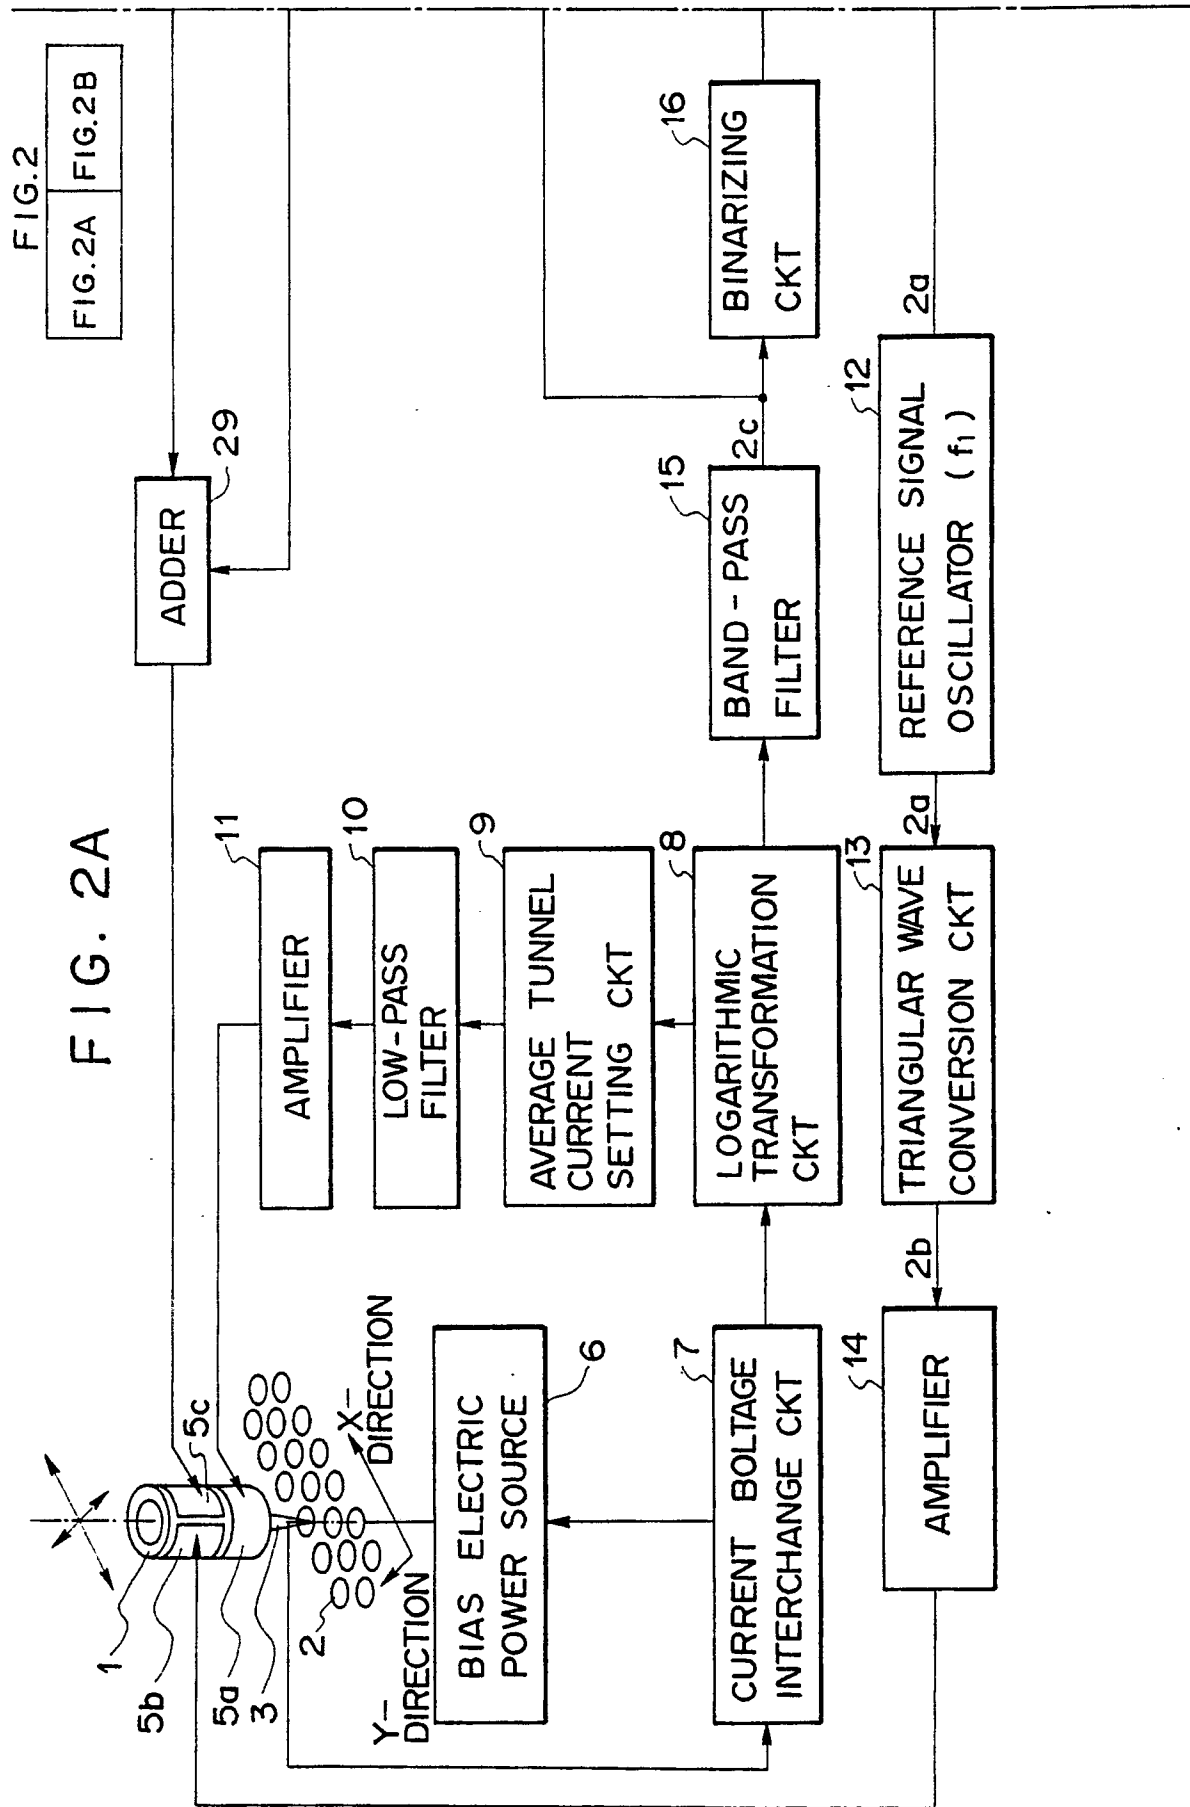 FIG. 2A
FIG.2
FIG.2A FIG.2B
ADDER
29
11
AMPLIFIER
10
LOW-PASS
FILTER
9
AVERAGE TUNNEL
CURRENT
SETTING CKT
8
LOGARITHMIC
TRANSFORMATION
CKT
15
BAND-PASS
FILTER
2c
16
BINARIZING
CKT
1
5b
5a
3
5c
2
X-
DIRECTION
Y-
DIRECTION
BIAS ELECTRIC
POWER SOURCE
6
7
CURRENT BOLTAGE
INTERCHANGE CKT
14
AMPLIFIER
2b
13
TRIANGULAR WAVE
CONVERSION CKT
2a
12
REFERENCE SIGNAL
OSCILLATOR (f1)
2a